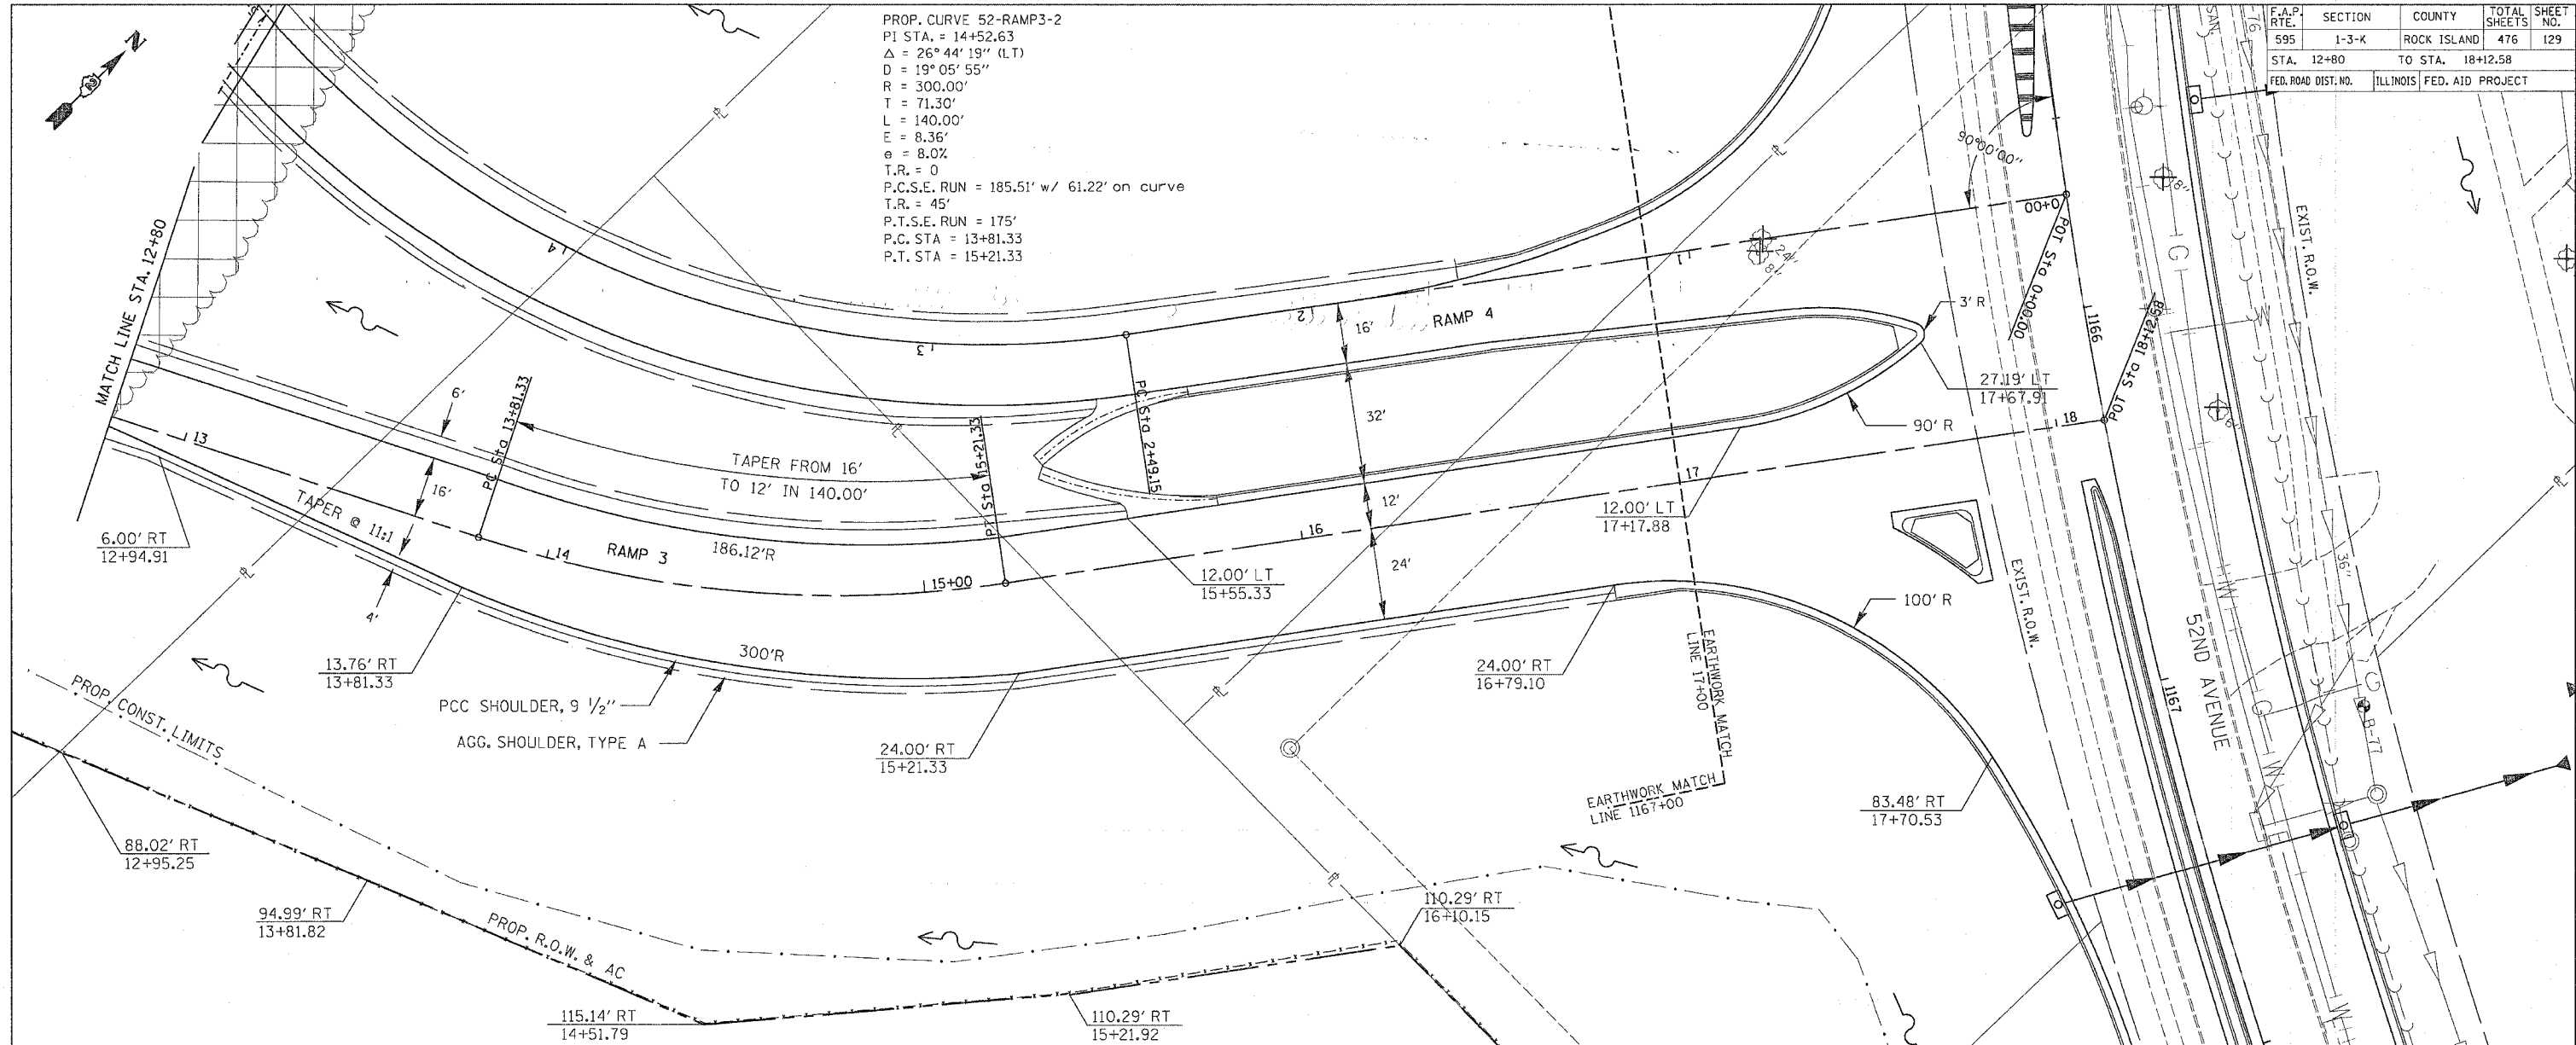 PROP. CURVE 52-RAMP3-2
PI STA. = 14+52.63
Δ = 26° 44' 19" (LT)
D = 19° 05' 55"
R = 300.00'
T = 71.30'
L = 140.00'
E = 8.36'
e = 8.0%
T.R. = 0
P.C.S.E. RUN = 185.51' w/ 61.22' on curve
T.R. = 45'
P.T.S.E. RUN = 175'
P.C. STA = 13+81.33
P.T. STA = 15+21.33
F.A.P. RTE. SECTION COUNTY TOTAL SHEETS SHEET NO.
595 1-3-K ROCK ISLAND 476 129
STA. 12+80 TO STA. 18+12.58
FED. ROAD DIST. NO. ILLINOIS FED. AID PROJECT
N
SAN.
MATCH LINE STA. 12+80
90°00'00"
0+00
POT Sta 0+00.00
1166
POT Sta 18+12.58
EXIST. R.O.W.
8"
24"
8"
6"
G
W
4
3
2
1
16'
RAMP 4
3' R
27.19' LT
17+67.91
90' R
32'
18
17
12'
24'
12.00' LT
17+17.88
PC Sta 2+49.15
6'
13
PC Sta 13+81.33
TAPER FROM 16'
TO 12' IN 140.00'
PT Sta 15+21.33
16'
TAPER @ 11:1
4'
14
RAMP 3
186.12'R
15+00
16
12.00' LT
15+55.33
6.00' RT
12+94.91
13.76' RT
13+81.33
300'R
PCC SHOULDER, 9 1/2"
AGG. SHOULDER, TYPE A
24.00' RT
15+21.33
24.00' RT
16+79.10
100' R
EXIST. R.O.W.
EARTHWORK MATCH
LINE 17+00
EARTHWORK MATCH
LINE 1167+00
83.48' RT
17+70.53
36"
52ND AVENUE
1167
G
W
G
B-77
W
W
PROP. CONST. LIMITS
88.02' RT
12+95.25
94.99' RT
13+81.82
PROP. R.O.W. & AC
115.14' RT
14+51.79
110.29' RT
15+21.92
110.29' RT
16+10.15